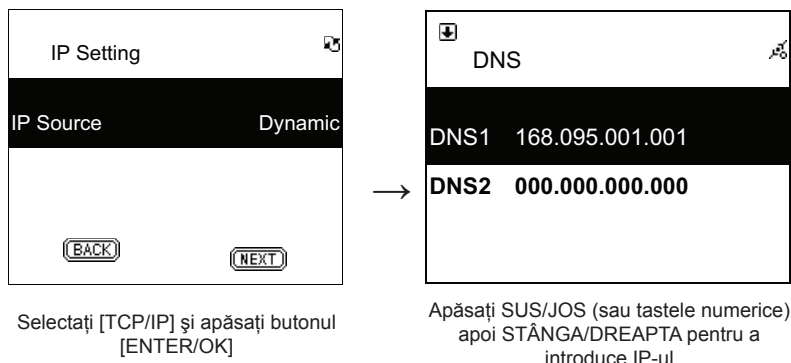 IP Setting
IP Source Dynamic
BACK NEXT
Selectați [TCP/IP] şi apăsați butonul
[ENTER/OK]
→
DNS
DNS1 168.095.001.001
DNS2 000.000.000.000
Apăsați SUS/JOS (sau tastele numerice)
apoi STÂNGA/DREAPTA pentru a
introduce IP-ul